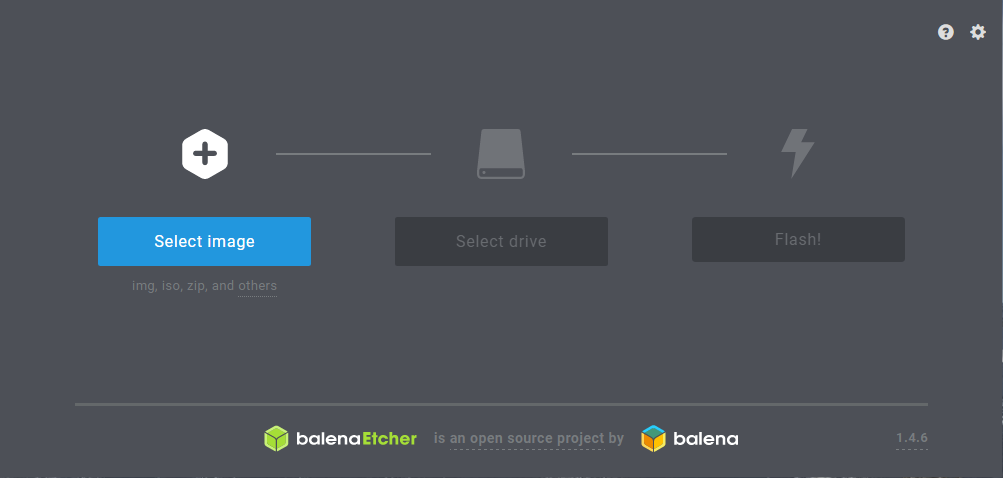 Select image
Select drive
Flash!
img, iso, zip, and others
balenaEtcher is an open source project by balena
1.4.6